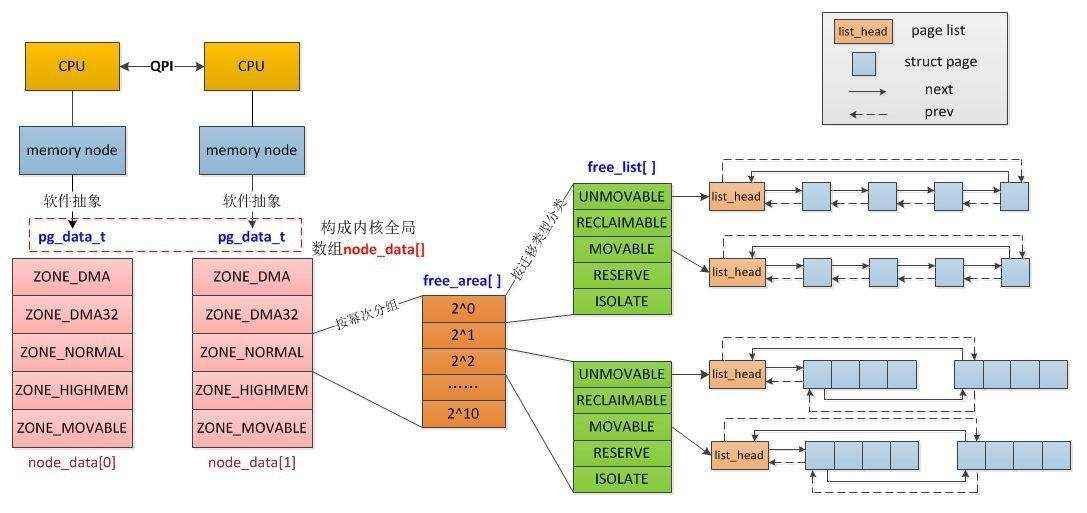 CPU
QPI
CPU
memory node
memory node
软件抽象
软件抽象
pg_data_t
pg_data_t
构成内核全局
数组node_data[]
ZONE_DMA
ZONE_DMA32
ZONE_NORMAL
ZONE_HIGHMEM
ZONE_MOVABLE
node_data[0]
ZONE_DMA
ZONE_DMA32
ZONE_NORMAL
ZONE_HIGHMEM
ZONE_MOVABLE
node_data[1]
按幂次分组
free_area[ ]
2^0
2^1
2^2
……
2^10
按迁移类型分类
free_list[ ]
UNMOVABLE
RECLAIMABLE
MOVABLE
RESERVE
ISOLATE
UNMOVABLE
RECLAIMABLE
MOVABLE
RESERVE
ISOLATE
list_head
list_head
list_head
list_head
list_head
page list
struct page
next
prev